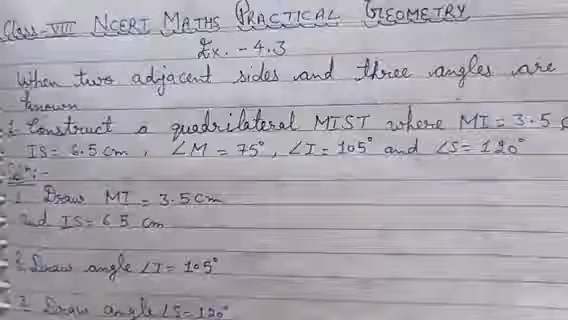 Class-VIII NCERT MATHS PRACTICAL GEOMETRY
Ex. - 4.3
When two adjacent sides and three angles are
known
1. Construct a quadrilateral MIST where MI = 3.5 c
IS = 6.5 cm, ∠M = 75°, ∠I = 105° and ∠S = 120°
Solⁿ:-
1 Draw MI = 3.5 cm
and IS = 6.5 cm
2 Draw angle ∠I = 105°
3 Draw angle ∠S = 120°